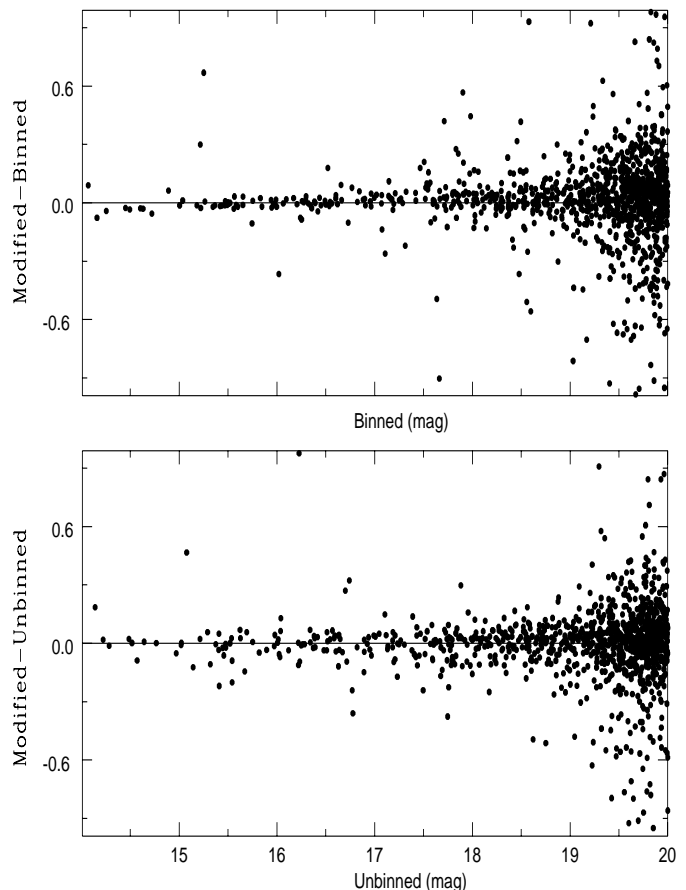 Modified−Binned
0.6
0.0
-0.6
Binned (mag)
Modified−Unbinned
0.6
0.0
-0.6
15 16 17 18 19 20
Unbinned (mag)